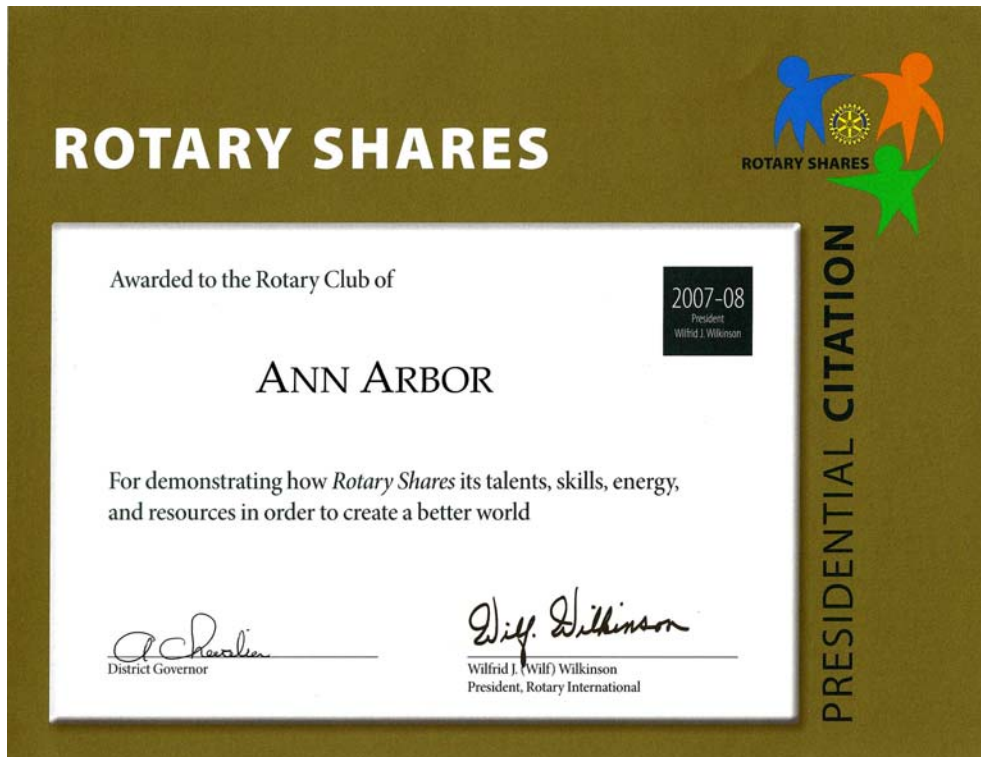 ROTARY SHARES
ROTARY SHARES
PRESIDENTIAL CITATION
Awarded to the Rotary Club of
2007–08
President
Wilfrid J. Wilkinson
ANN ARBOR
For demonstrating how Rotary Shares its talents, skills, energy,
and resources in order to create a better world
A Chevalier
District Governor
Wilf. Wilkinson
Wilfrid J. (Wilf) Wilkinson
President, Rotary International